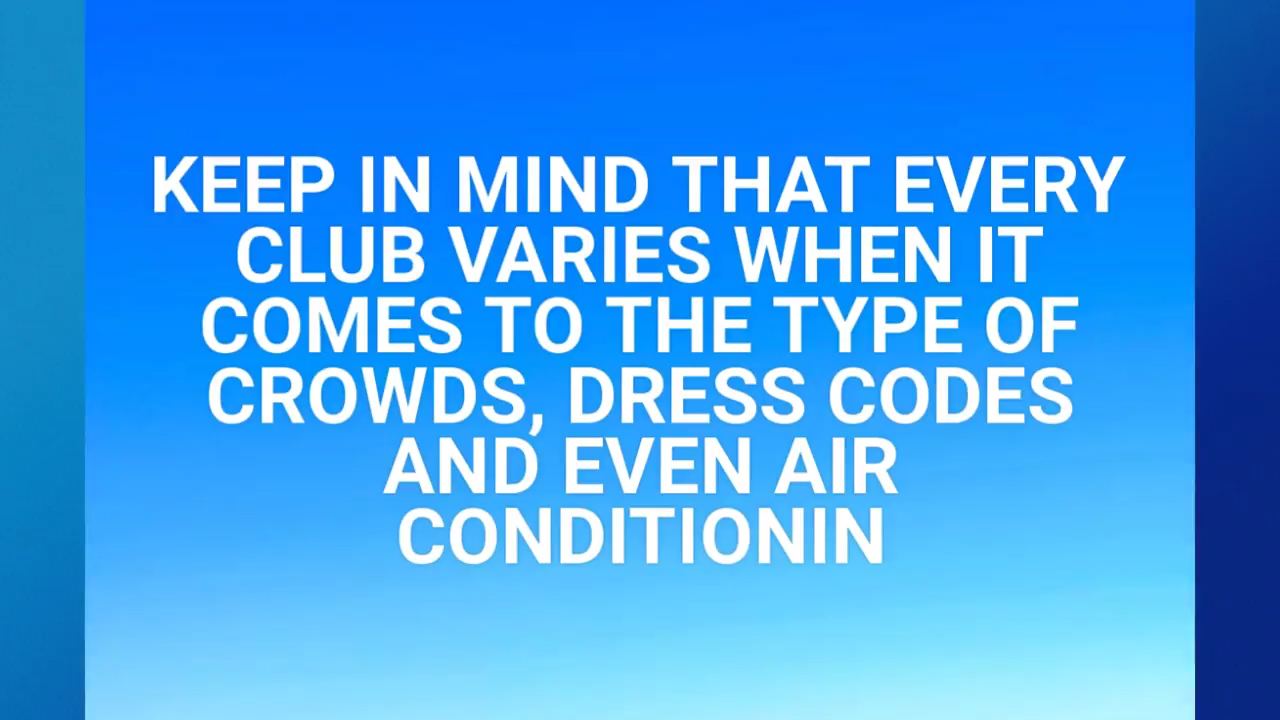 KEEP IN MIND THAT EVERY
CLUB VARIES WHEN IT
COMES TO THE TYPE OF
CROWDS, DRESS CODES
AND EVEN AIR
CONDITIONIN